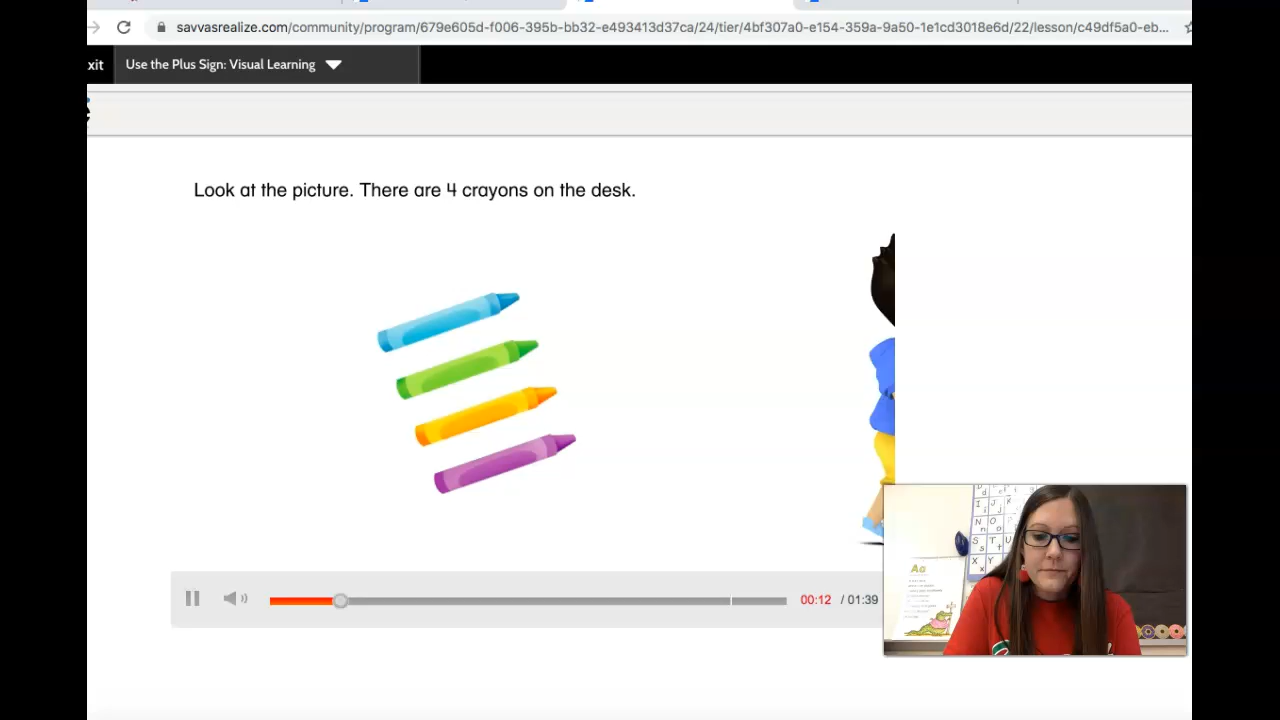 savvasrealize.com/community/program/679e605d-f006-395b-bb32-e493413d37ca/24/tier/4bf307a0-e154-359a-9a50-1e1cd3018e6d/22/lesson/c49df5a0-eb...
xit
Use the Plus Sign: Visual Learning
Look at the picture. There are 4 crayons on the desk.
00:12 / 01:39
Aa